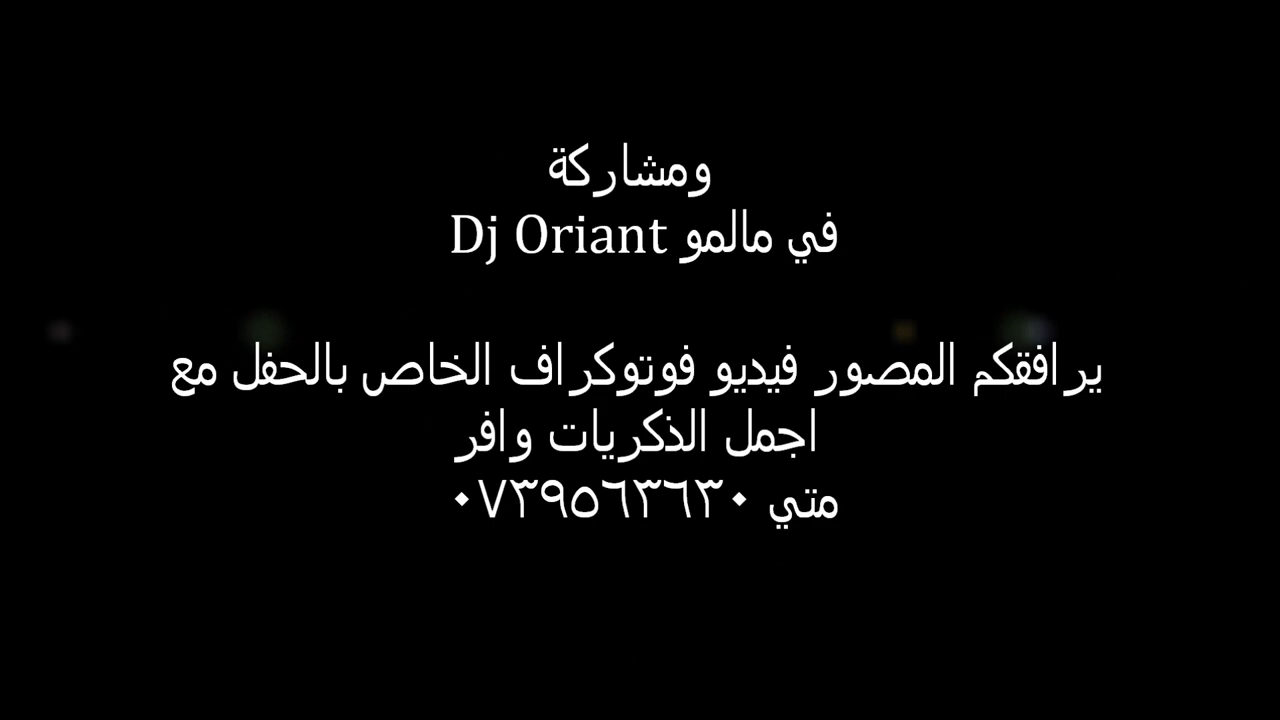 ومشاركة
في مالمو Dj Oriant
يرافقكم المصور فيديو فوتوكراف الخاص بالحفل مع
اجمل الذكريات وافر
متي ٠٧٣٩٥٦٣٦٣٠